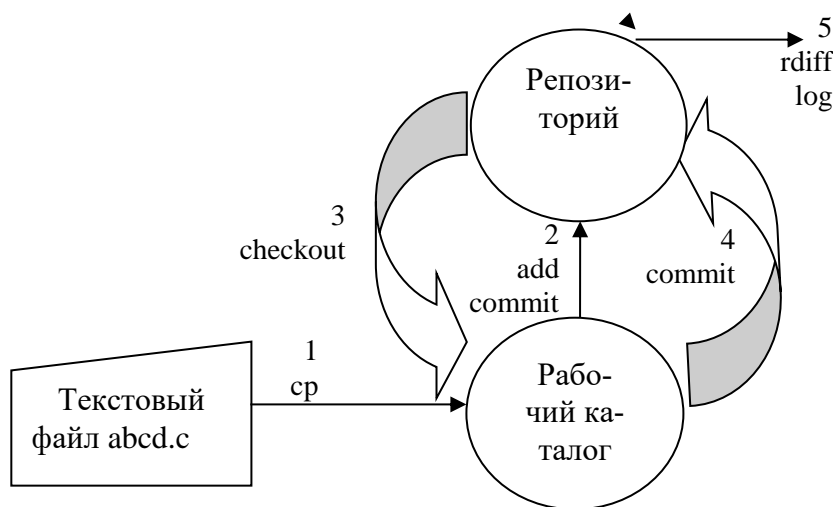 5
rdiff
log
Репози-
торий
3
checkout
2
add
commit
4
commit
1
cp
Текстовый
файл abcd.c
Рабо-
чий ка-
талог